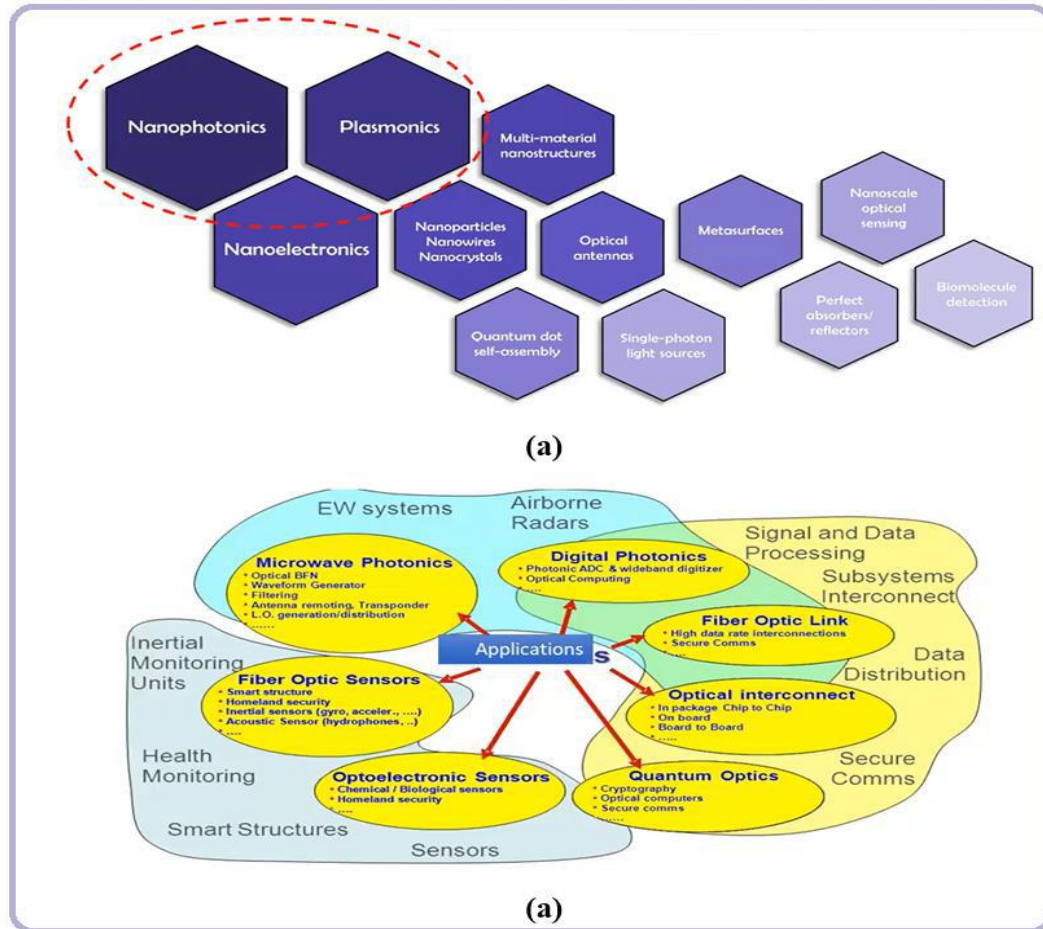 Nanophotonics
Plasmonics
Multi-material
nanostructures
Nanoelectronics
Nanoparticles
Nanowires
Nanocrystals
Optical
antennas
Metasurfaces
Nanoscale
optical
sensing
Quantum dot
self-assembly
Single-photon
light sources
Perfect
absorbers/
reflectors
Biomolecule
detection
(a)
EW systems
Airborne
Radars
Signal and Data
Processing
Subsystems
Interconnect
Data
Distribution
Secure
Comms
Microwave Photonics
• Optical BFN
• Waveform Generator
• Filtering
• Antenna remoting, Transponder
• L.O. generation/distribution
• ......
Digital Photonics
• Photonic ADC & wideband digitizer
• Optical Computing
• ....
Fiber Optic Link
• High data rate interconnections
• Secure Comms
• .....
Applications
s
Inertial
Monitoring
Units
Fiber Optic Sensors
• Smart structure
• Homeland security
• Inertial sensors (gyro, acceler., ....)
• Acoustic Sensor (hydrophones, ..)
• ....
Optical interconnect
• In package Chip to Chip
• On board
• Board to Board
• .....
Health
Monitoring
Optoelectronic Sensors
• Chemical / Biological sensors
• Homeland security
• ....
Quantum Optics
• Cryptography
• Optical computers
• Secure comms
• ......
Smart Structures
Sensors
(a)